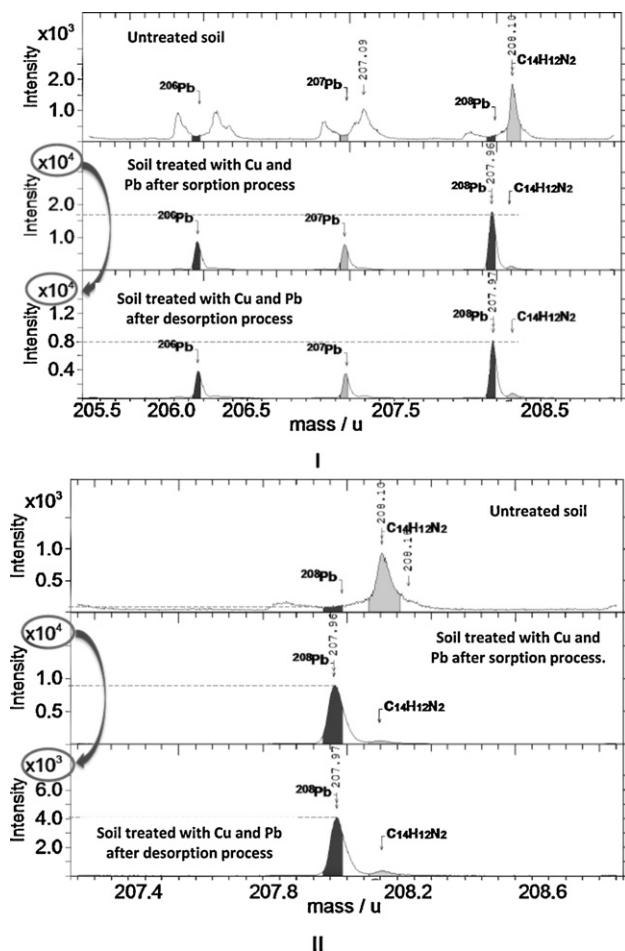 x10³
Intensity
2.0
1.0
Untreated soil
²⁰⁶Pb
²⁰⁷Pb
207.09
²⁰⁸Pb
208.10
C₁₄H₁₂N₂
x10⁴
Intensity
2.0
1.0
Soil treated with Cu and
Pb after sorption process
²⁰⁶Pb
²⁰⁷Pb
²⁰⁸Pb
207.96
C₁₄H₁₂N₂
x10⁴
Intensity
1.2
0.8
0.4
Soil treated with Cu and Pb
after desorption process
²⁰⁶Pb
²⁰⁷Pb
²⁰⁸Pb
207.97
C₁₄H₁₂N₂
205.5 206.0 206.5 207.5 208.5
mass / u
I
x10³
Intensity
1.0
0.5
²⁰⁸Pb
208.10
C₁₄H₁₂N₂
Untreated soil
x10⁴
Intensity
1.0
0.5
²⁰⁸Pb
207.96
C₁₄H₁₂N₂
Soil treated with Cu and
Pb after sorption process.
x10³
Intensity
4.0
2.0
Soil treated with Cu and Pb
after desorption process
²⁰⁸Pb
207.97
C₁₄H₁₂N₂
207.4 207.8 208.2 208.6
mass / u
II